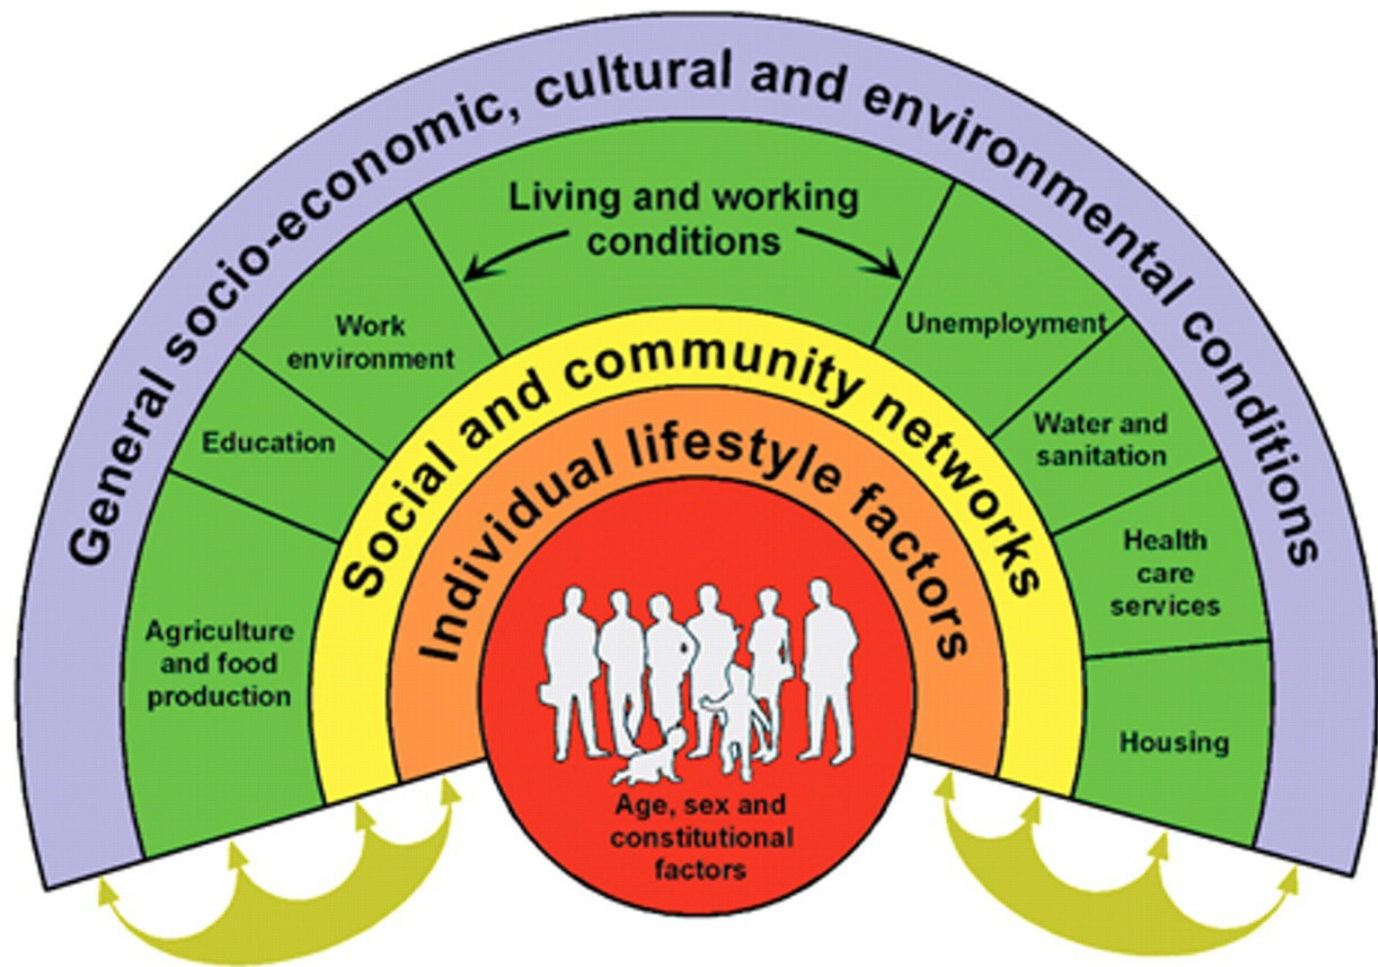 General socio-economic, cultural and environmental conditions
Living and working
conditions
Work
environment
Education
Agriculture
and food
production
Unemployment
Water and
sanitation
Health
care
services
Housing
Social and community networks
Individual lifestyle factors
Age, sex and
constitutional
factors